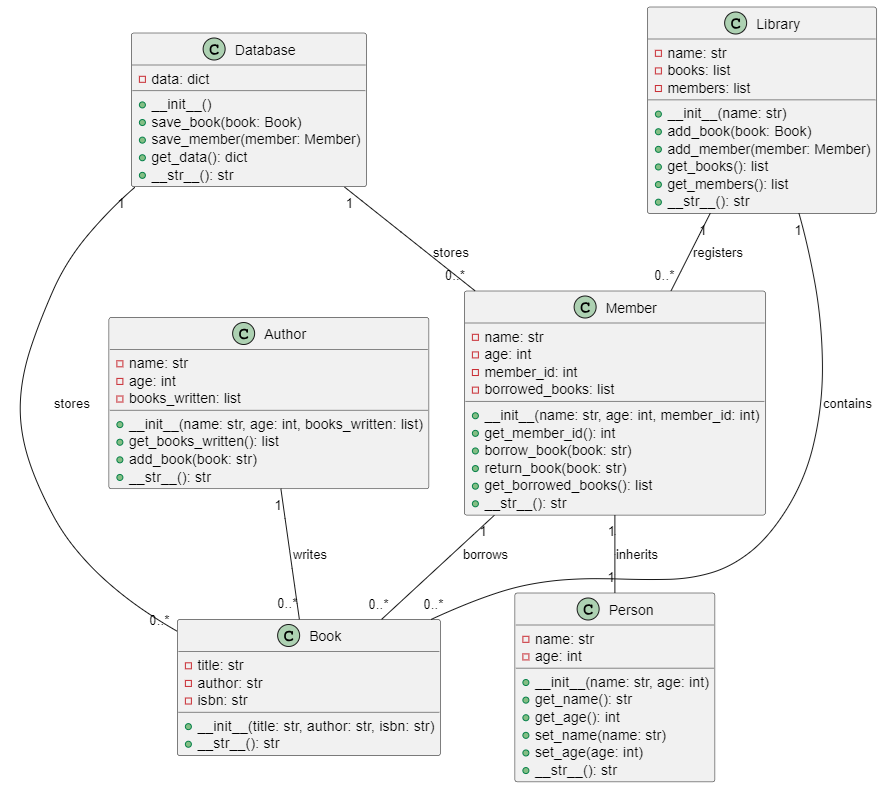 C Database
data: dict
__init__()
save_book(book: Book)
save_member(member: Member)
get_data(): dict
__str__(): str
C Library
name: str
books: list
members: list
__init__(name: str)
add_book(book: Book)
add_member(member: Member)
get_books(): list
get_members(): list
__str__(): str
1
1
1
1
stores
registers
0..*
0..*
C Author
name: str
age: int
books_written: list
__init__(name: str, age: int, books_written: list)
get_books_written(): list
add_book(book: str)
__str__(): str
C Member
name: str
age: int
member_id: int
borrowed_books: list
__init__(name: str, age: int, member_id: int)
get_member_id(): int
borrow_book(book: str)
return_book(book: str)
get_borrowed_books(): list
__str__(): str
stores
contains
1
1
1
writes
borrows
inherits
0..*
0..*
0..*
0..*
1
C Book
title: str
author: str
isbn: str
__init__(title: str, author: str, isbn: str)
__str__(): str
C Person
name: str
age: int
__init__(name: str, age: int)
get_name(): str
get_age(): int
set_name(name: str)
set_age(age: int)
__str__(): str